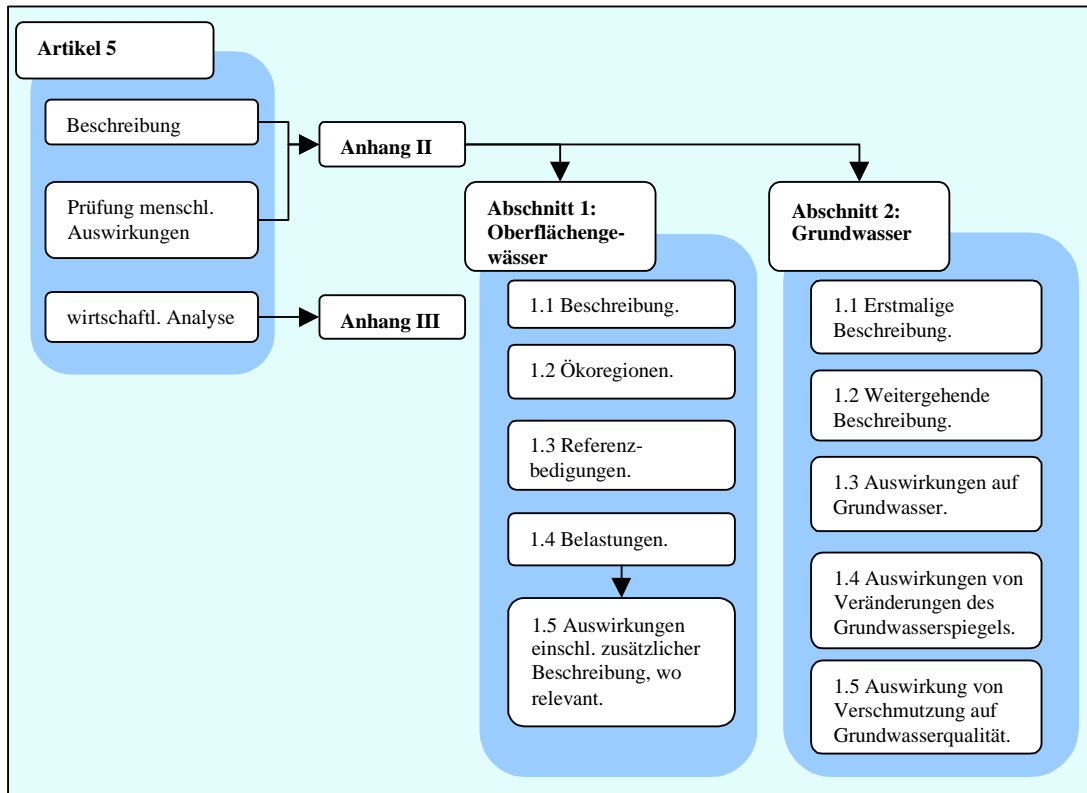 Artikel 5
Beschreibung
Prüfung menschl.
Auswirkungen
wirtschaftl. Analyse
Anhang II
Anhang III
Abschnitt 1:
Oberflächenge-
wässer
1.1 Beschreibung.
1.2 Ökoregionen.
1.3 Referenz-
bedigungen.
1.4 Belastungen.
1.5 Auswirkungen
einschl. zusätzlicher
Beschreibung, wo
relevant.
Abschnitt 2:
Grundwasser
1.1 Erstmalige
Beschreibung.
1.2 Weitergehende
Beschreibung.
1.3 Auswirkungen auf
Grundwasser.
1.4 Auswirkungen von
Veränderungen des
Grundwasserspiegels.
1.5 Auswirkung von
Verschmutzung auf
Grundwasserqualität.